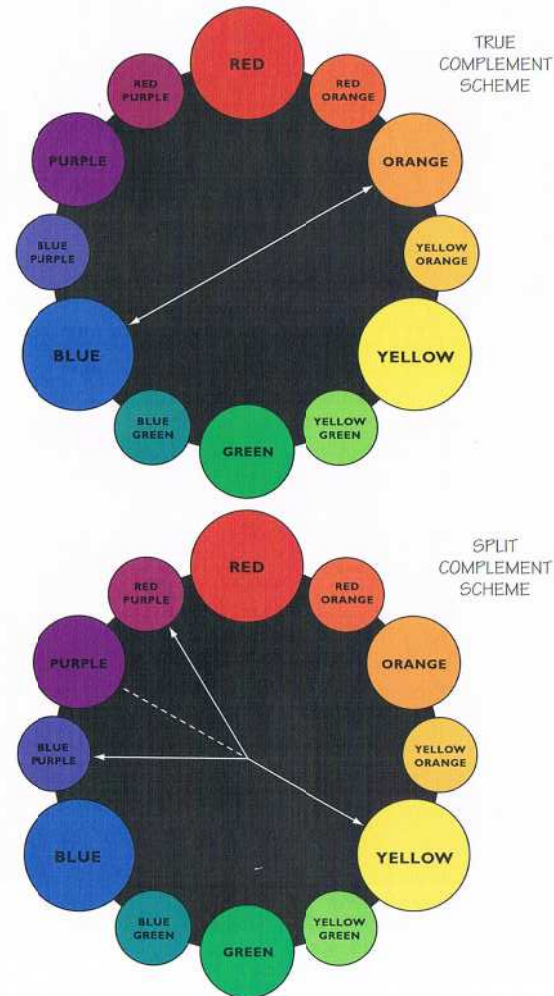 TRUE
COMPLEMENT
SCHEME
RED
RED
PURPLE
RED
ORANGE
PURPLE
ORANGE
BLUE
PURPLE
YELLOW
ORANGE
BLUE
YELLOW
BLUE
GREEN
YELLOW
GREEN
GREEN
SPLIT
COMPLEMENT
SCHEME
RED
RED
PURPLE
RED
ORANGE
PURPLE
ORANGE
BLUE
PURPLE
YELLOW
ORANGE
BLUE
YELLOW
BLUE
GREEN
YELLOW
GREEN
GREEN